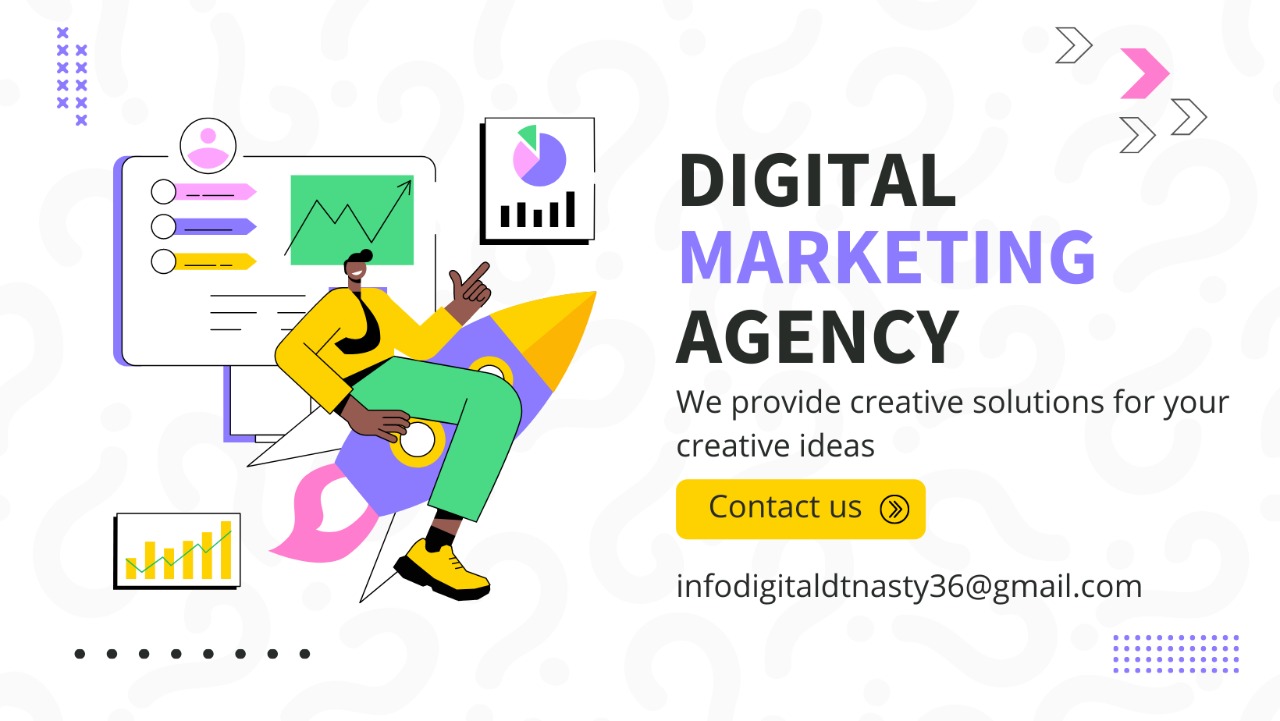 DIGITAL
MARKETING
AGENCY
We provide creative solutions for your
creative ideas
Contact us
infodigitaldtnasty36@gmail.com